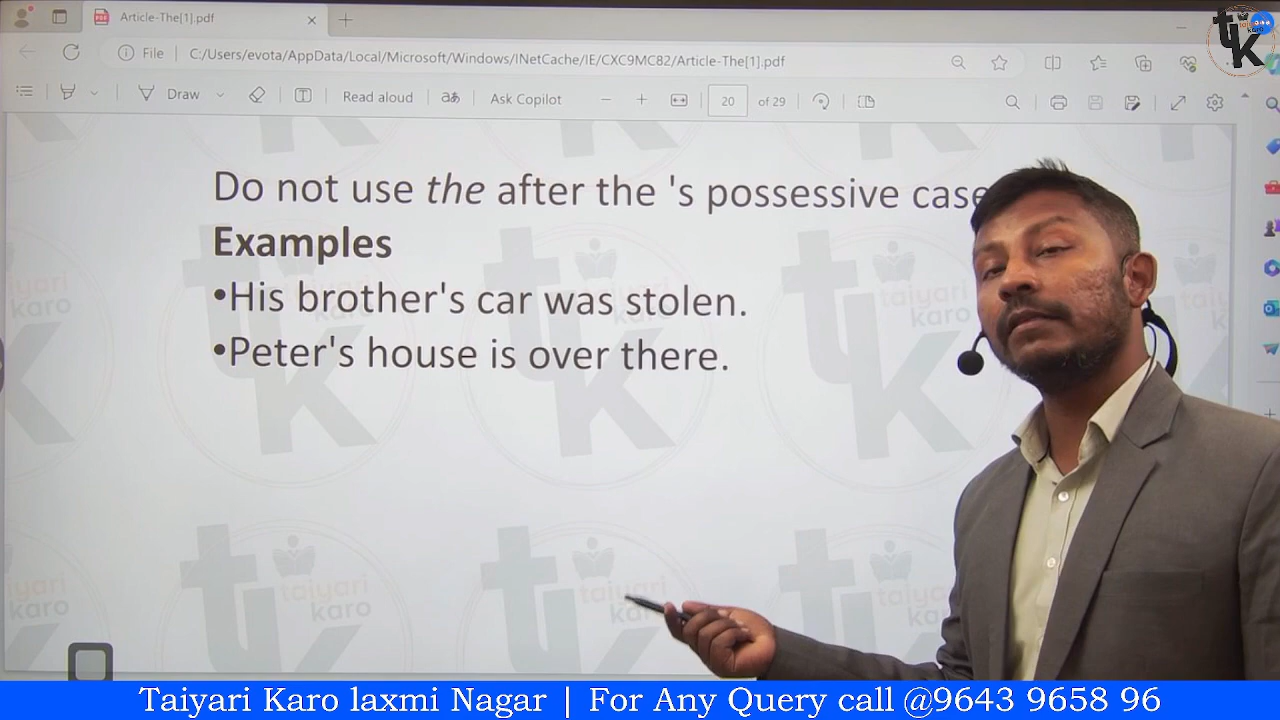 Article-The[1].pdf
File
C:/Users/evota/AppData/Local/Microsoft/Windows/INetCache/IE/CXC9MC82/Article-The[1].pdf
Draw
Read aloud
Ask Copilot
20 of 29
Do not use the after the 's possessive case
Examples
•His brother's car was stolen.
•Peter's house is over there.
taiyari
karo
Taiyari Karo laxmi Nagar | For Any Query call @9643 9658 96